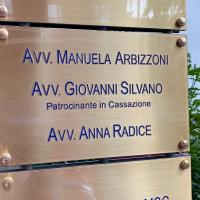 AVV. MANUELA ARBIZZONI
AVV. GIOVANNI SILVANO
Patrocinante in Cassazione
AVV. ANNA RADICE